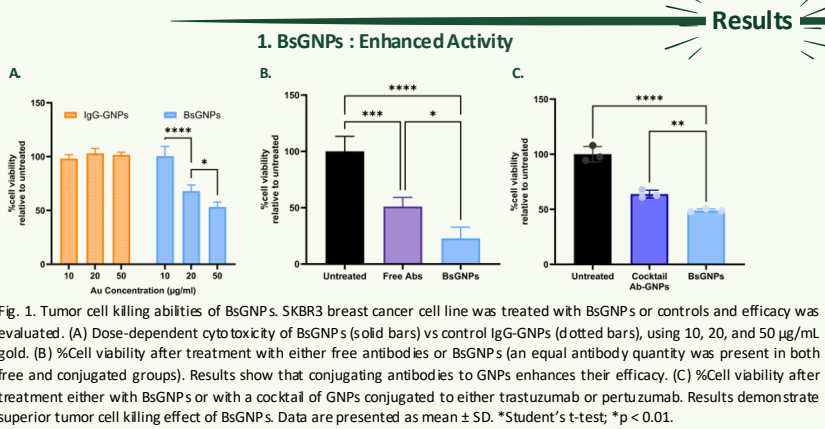 Results
1. BsGNPs : Enhanced Activity
A.
B.
C.
%cell viability
relative to untreated
150
100
50
0
IgG-GNPs
BsGNPs
****
*
10 20 50 10 20 50
Au Concentration (µg/ml)
%cell viability
relative to untreated
150
100
50
0
****
***
*
Untreated Free Abs BsGNPs
%cell viability
relative to untreated
150
100
50
0
****
**
Untreated Cocktail BsGNPs
Ab-GNPs
Fig. 1. Tumor cell killing abilities of BsGNPs. SKBR3 breast cancer cell line was treated with BsGNPs or controls and efficacy was
evaluated. (A) Dose-dependent cytotoxicity of BsGNPs (solid bars) vs control IgG-GNPs (dotted bars), using 10, 20, and 50 µg/mL
gold. (B) %Cell viability after treatment with either free antibodies or BsGNPs (an equal antibody quantity was present in both
free and conjugated groups). Results show that conjugating antibodies to GNPs enhances their efficacy. (C) %Cell viability after
treatment either with BsGNPs or with a cocktail of GNPs conjugated to either trastuzumab or pertuzumab. Results demonstrate
superior tumor cell killing effect of BsGNPs. Data are presented as mean ± SD. *Student's t-test; *p < 0.01.